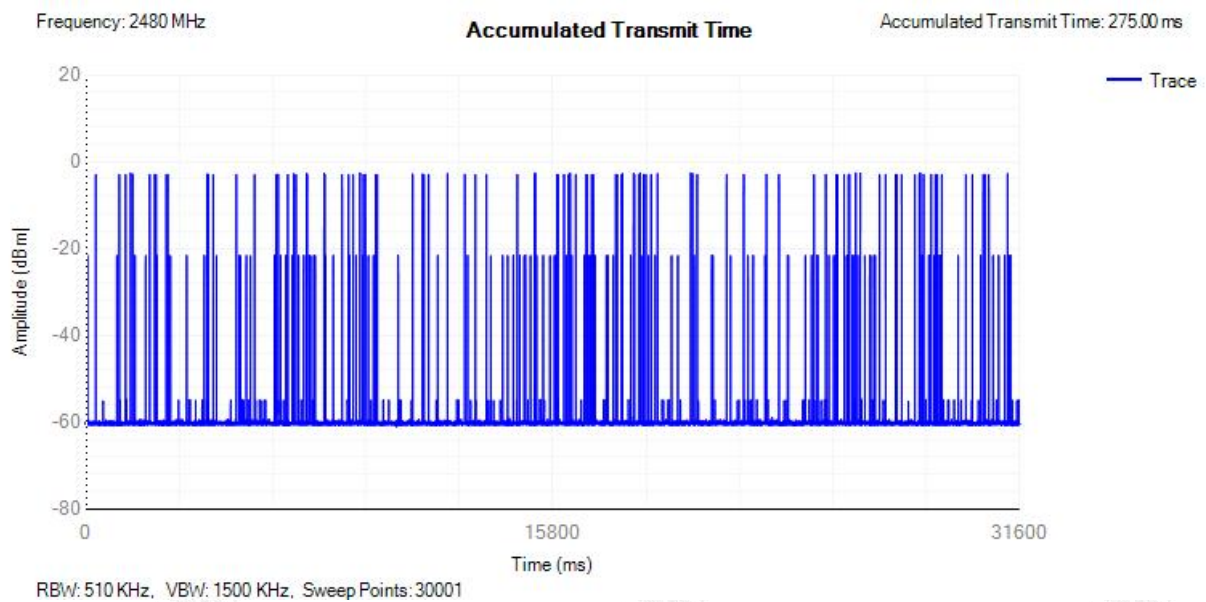 Frequency: 2480 MHz
Accumulated Transmit Time
Accumulated Transmit Time: 275.00 ms
20
Trace
0
-20
Amplitude (dBm)
-40
-60
-80
0 15800 31600
Time (ms)
RBW: 510 KHz, VBW: 1500 KHz, Sweep Points: 30001